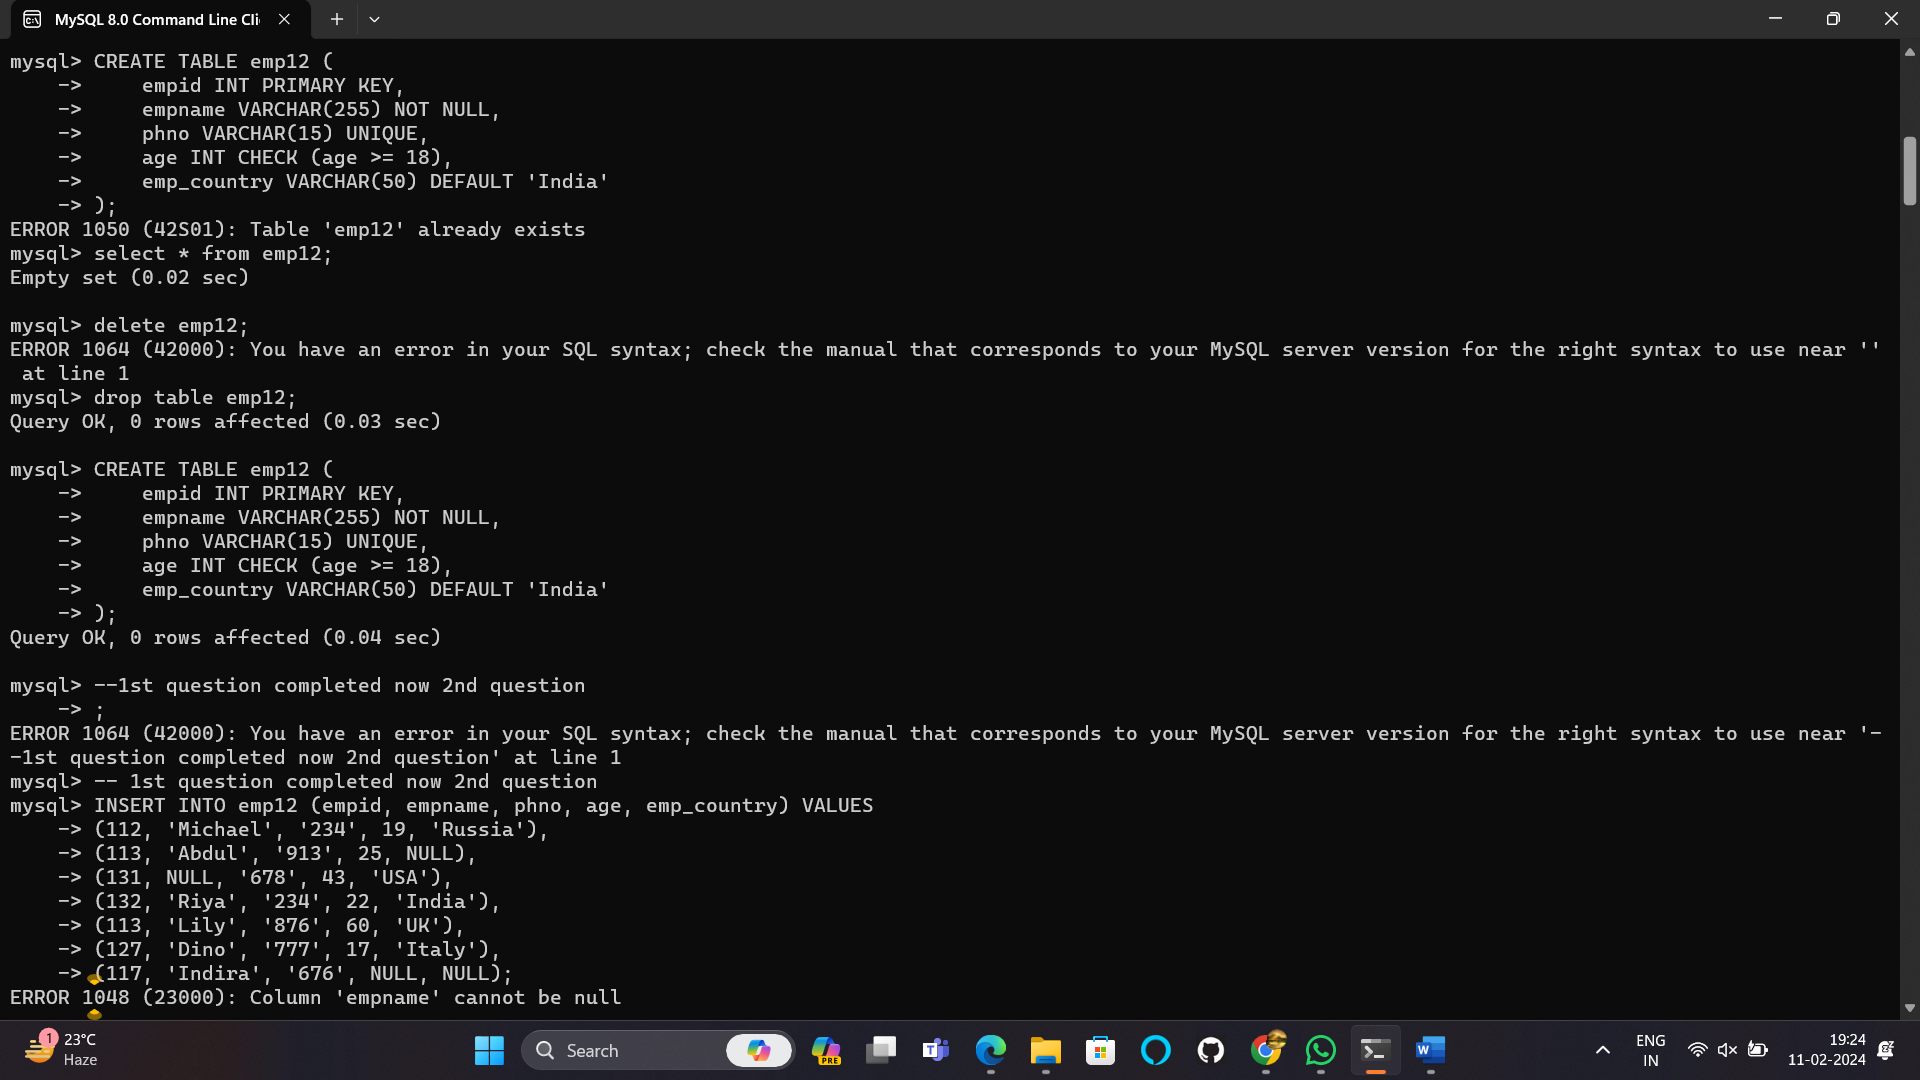 MySQL 8.0 Command Line Cli
mysql> CREATE TABLE emp12 (
    ->     empid INT PRIMARY KEY,
    ->     empname VARCHAR(255) NOT NULL,
    ->     phno VARCHAR(15) UNIQUE,
    ->     age INT CHECK (age >= 18),
    ->     emp_country VARCHAR(50) DEFAULT 'India'
    -> );
ERROR 1050 (42S01): Table 'emp12' already exists
mysql> select * from emp12;
Empty set (0.02 sec)
mysql> delete emp12;
ERROR 1064 (42000): You have an error in your SQL syntax; check the manual that corresponds to your MySQL server version for the right syntax to use near ''
 at line 1
mysql> drop table emp12;
Query OK, 0 rows affected (0.03 sec)
mysql> CREATE TABLE emp12 (
    ->     empid INT PRIMARY KEY,
    ->     empname VARCHAR(255) NOT NULL,
    ->     phno VARCHAR(15) UNIQUE,
    ->     age INT CHECK (age >= 18),
    ->     emp_country VARCHAR(50) DEFAULT 'India'
    -> );
Query OK, 0 rows affected (0.04 sec)
mysql> --1st question completed now 2nd question
    -> ;
ERROR 1064 (42000): You have an error in your SQL syntax; check the manual that corresponds to your MySQL server version for the right syntax to use near '-
-1st question completed now 2nd question' at line 1
mysql> -- 1st question completed now 2nd question
mysql> INSERT INTO emp12 (empid, empname, phno, age, emp_country) VALUES
    -> (112, 'Michael', '234', 19, 'Russia'),
    -> (113, 'Abdul', '913', 25, NULL),
    -> (131, NULL, '678', 43, 'USA'),
    -> (132, 'Riya', '234', 22, 'India'),
    -> (113, 'Lily', '876', 60, 'UK'),
    -> (127, 'Dino', '777', 17, 'Italy'),
    -> (117, 'Indira', '676', NULL, NULL);
ERROR 1048 (23000): Column 'empname' cannot be null
1
23°C
Haze
Search
PRE
T
W
ENG
IN
19:24
11-02-2024